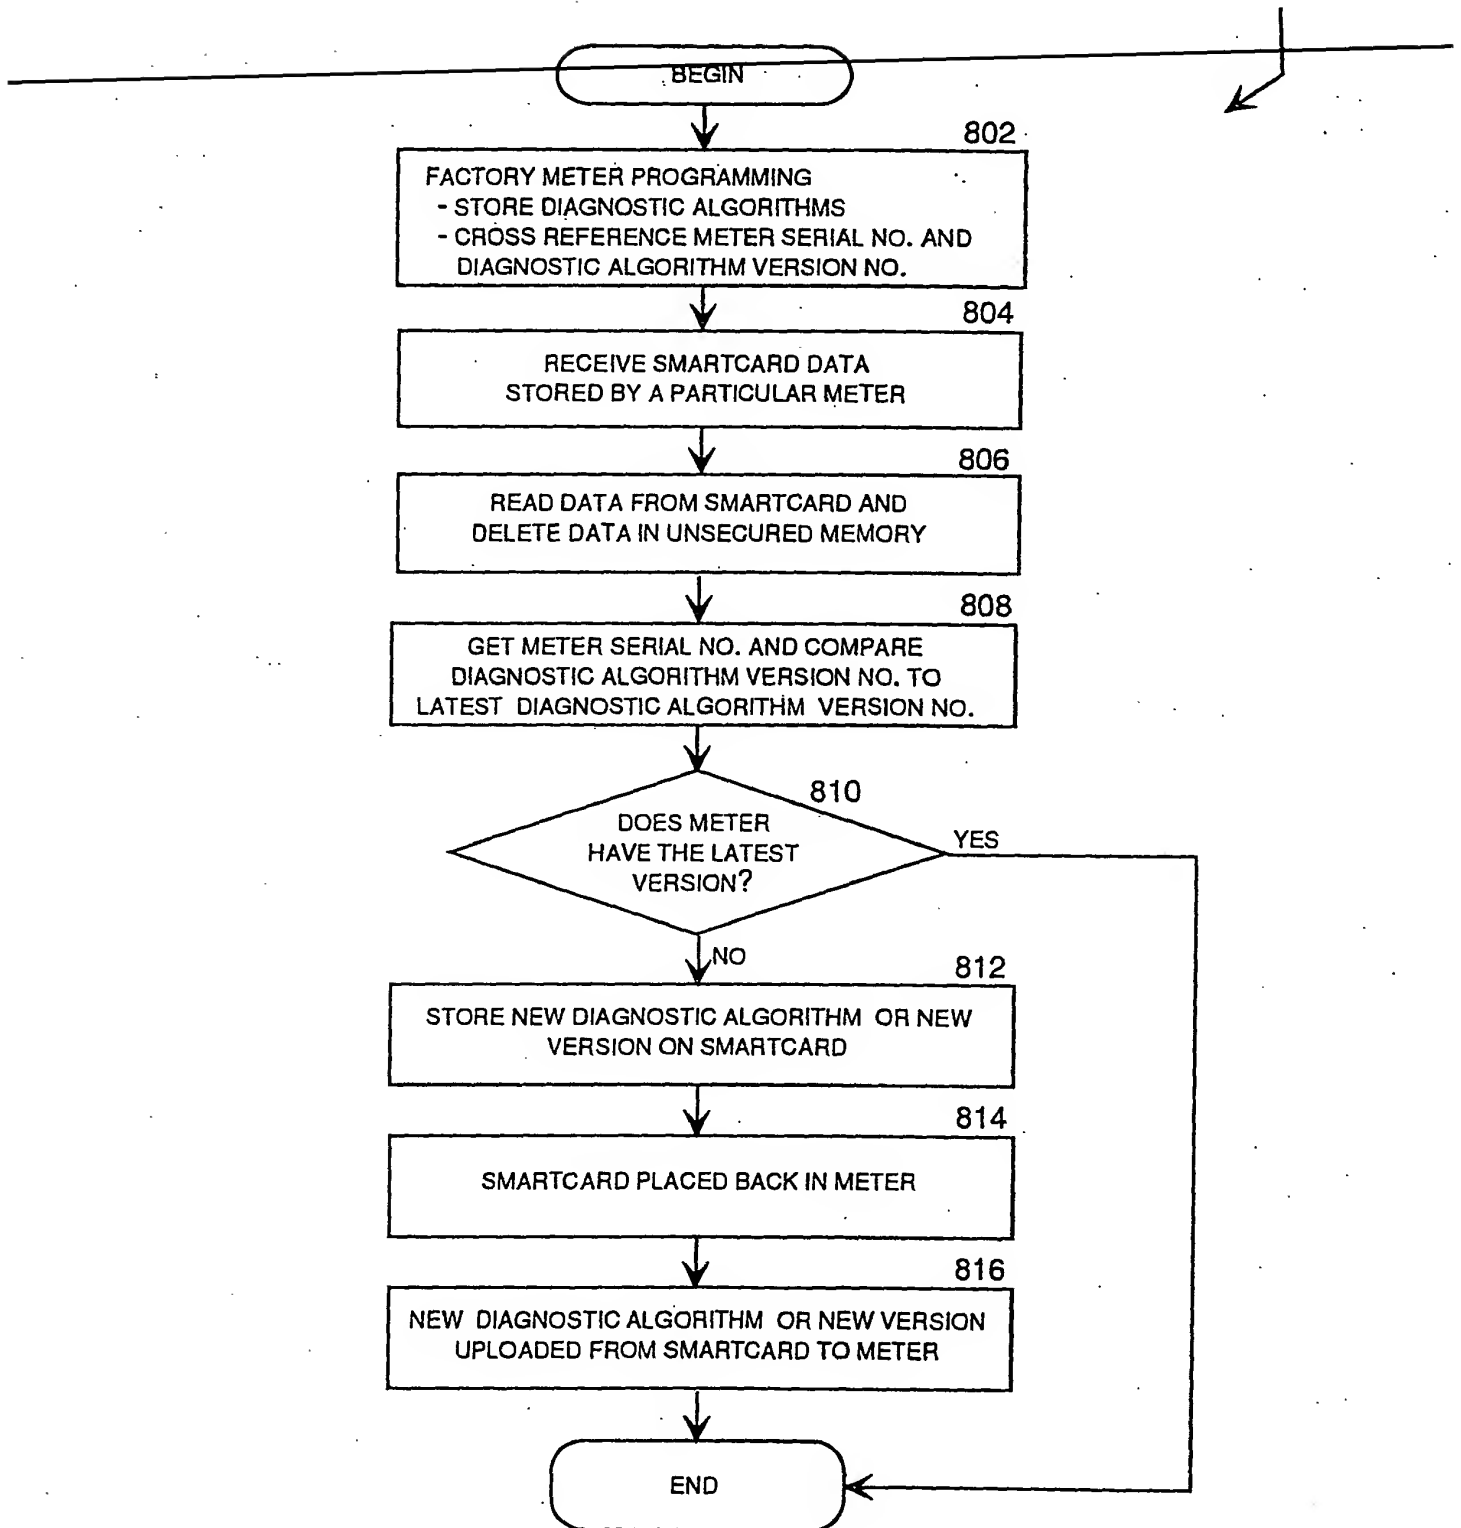 BEGIN
802
FACTORY METER PROGRAMMING
- STORE DIAGNOSTIC ALGORITHMS
- CROSS REFERENCE METER SERIAL NO. AND
DIAGNOSTIC ALGORITHM VERSION NO.
804
RECEIVE SMARTCARD DATA
STORED BY A PARTICULAR METER
806
READ DATA FROM SMARTCARD AND
DELETE DATA IN UNSECURED MEMORY
808
GET METER SERIAL NO. AND COMPARE
DIAGNOSTIC ALGORITHM VERSION NO. TO
LATEST DIAGNOSTIC ALGORITHM VERSION NO.
810
DOES METER
HAVE THE LATEST
VERSION?
YES
NO
812
STORE NEW DIAGNOSTIC ALGORITHM OR NEW
VERSION ON SMARTCARD
814
SMARTCARD PLACED BACK IN METER
816
NEW DIAGNOSTIC ALGORITHM OR NEW VERSION
UPLOADED FROM SMARTCARD TO METER
END